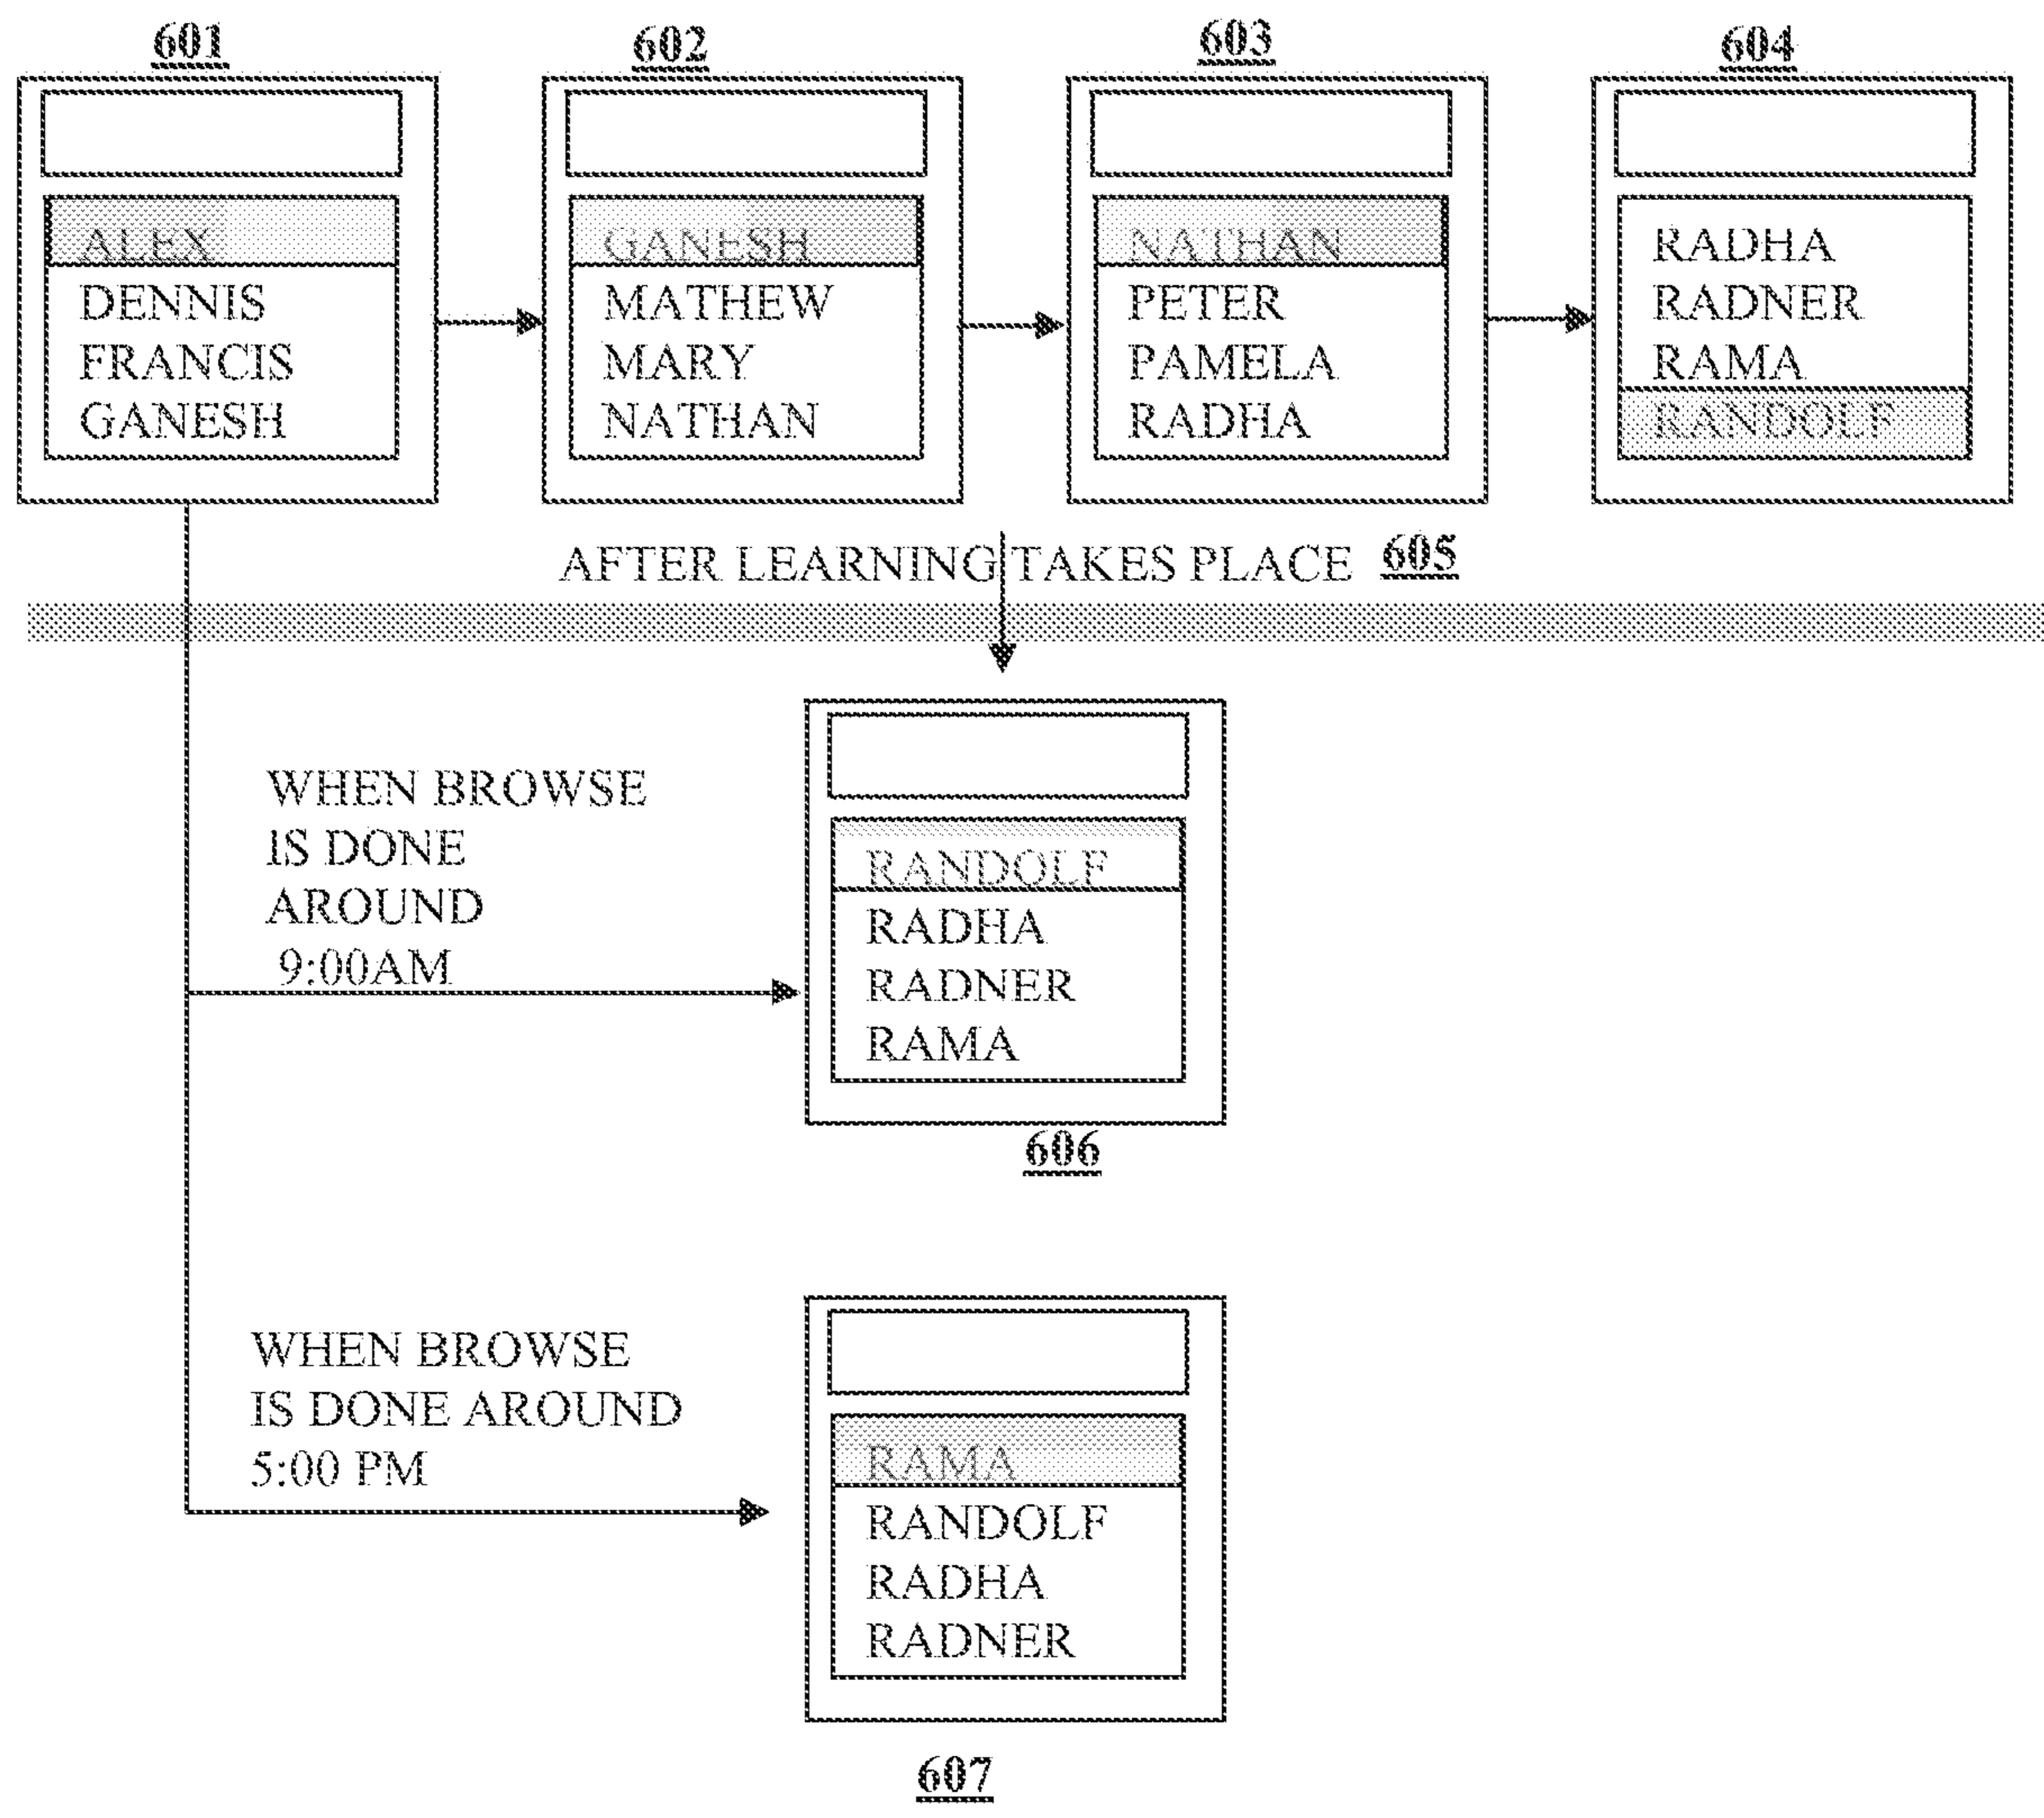 601
ALEX
DENNIS
FRANCIS
GANESH
602
GANESH
MATHEW
MARY
NATHAN
603
NATHAN
PETER
PAMELA
RADHA
604
RADHA
RADNER
RAMA
RANDOLF
AFTER LEARNING TAKES PLACE 605
WHEN BROWSE
IS DONE
AROUND
9:00AM
RANDOLF
RADHA
RADNER
RAMA
606
WHEN BROWSE
IS DONE AROUND
5:00 PM
RAMA
RANDOLF
RADHA
RADNER
607